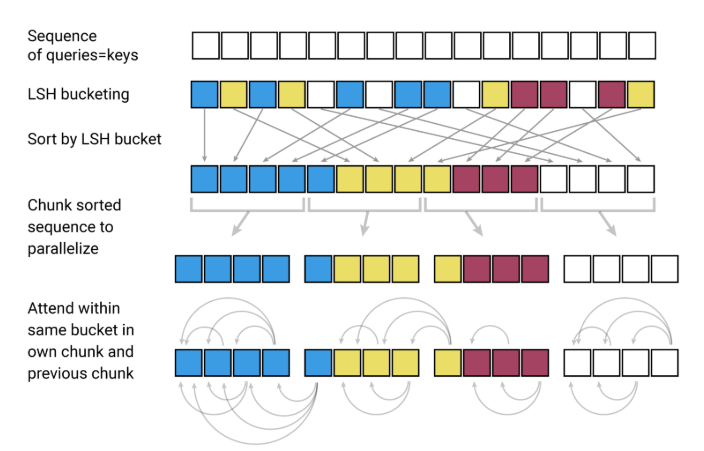 Sequence
of queries=keys
LSH bucketing
Sort by LSH bucket
Chunk sorted
sequence to
parallelize
Attend within
same bucket in
own chunk and
previous chunk